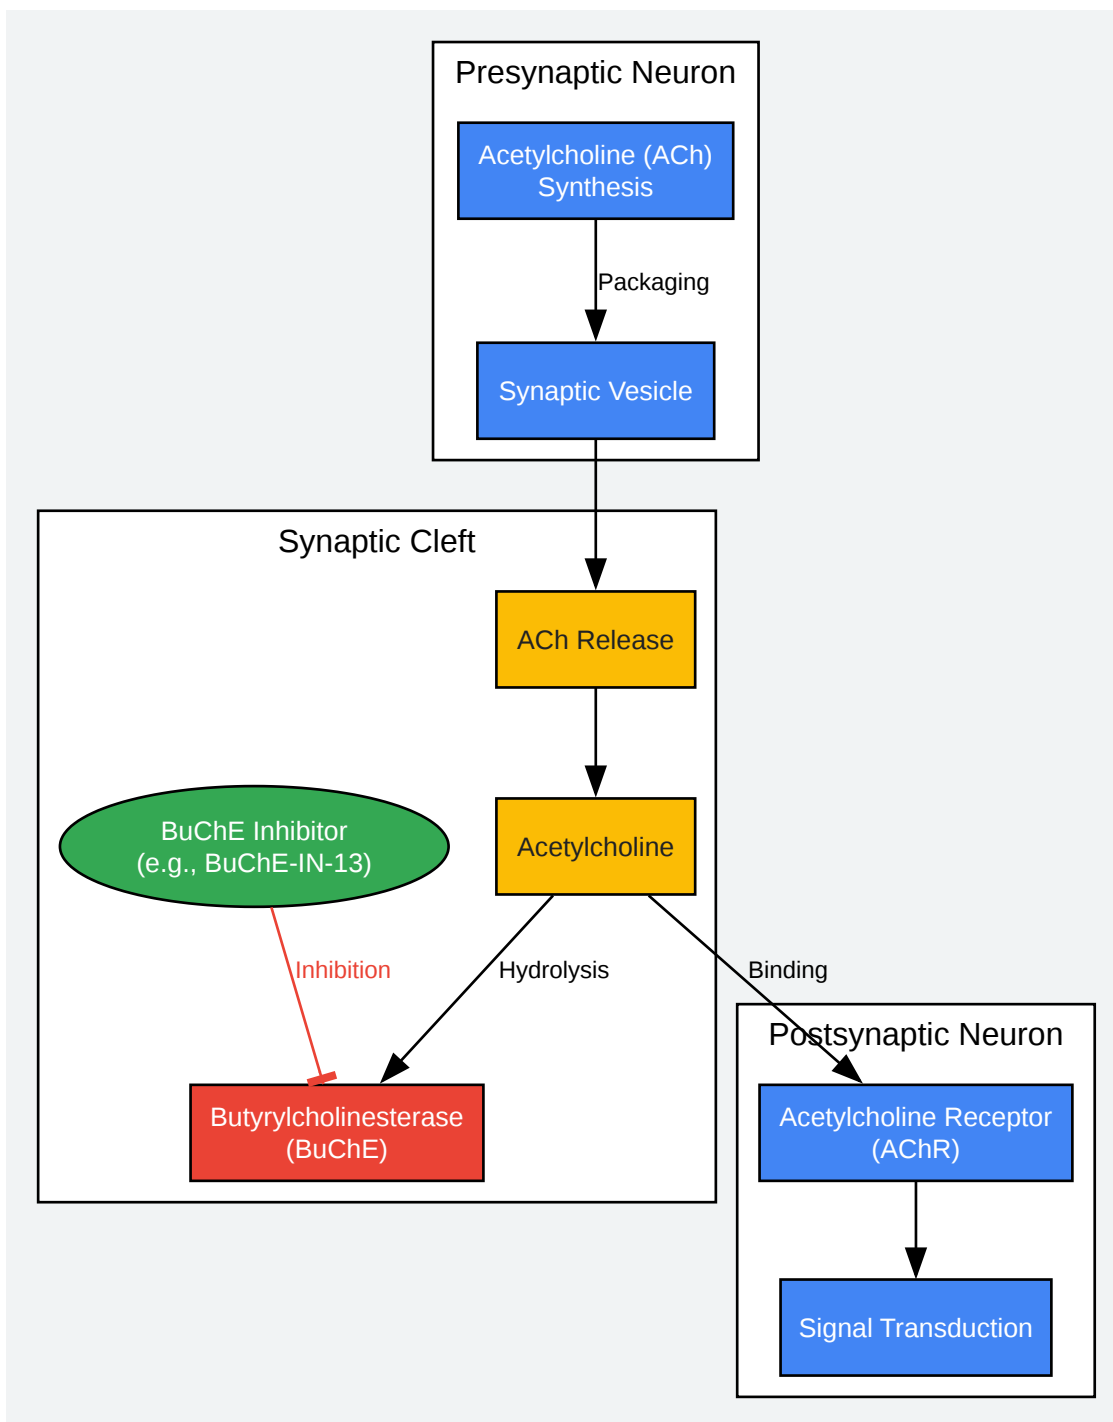 Presynaptic Neuron
Acetylcholine (ACh)
Synthesis
Packaging
Synaptic Vesicle
Synaptic Cleft
ACh Release
BuChE Inhibitor
(e.g., BuChE-IN-13)
Acetylcholine
Inhibition
Hydrolysis
Binding
Postsynaptic Neuron
Butyrylcholinesterase
(BuChE)
Acetylcholine Receptor
(AChR)
Signal Transduction